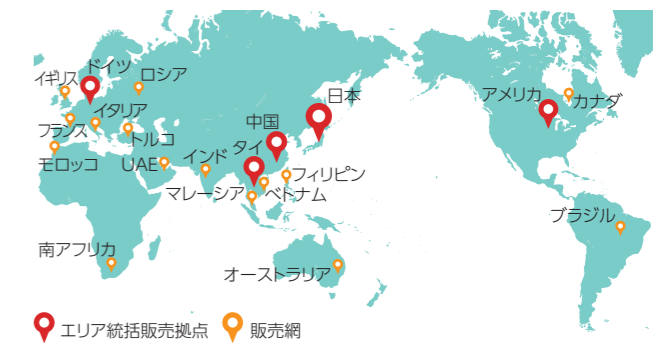 ドイツ
ロシア
イギリス
日本
アメリカ
カナダ
イタリア
中国
フランス
トルコ
タイ
インド
モロッコ
UAE
フィリピン
マレーシア
ベトナム
ブラジル
南アフリカ
オーストラリア
エリア統括販売拠点
販売網